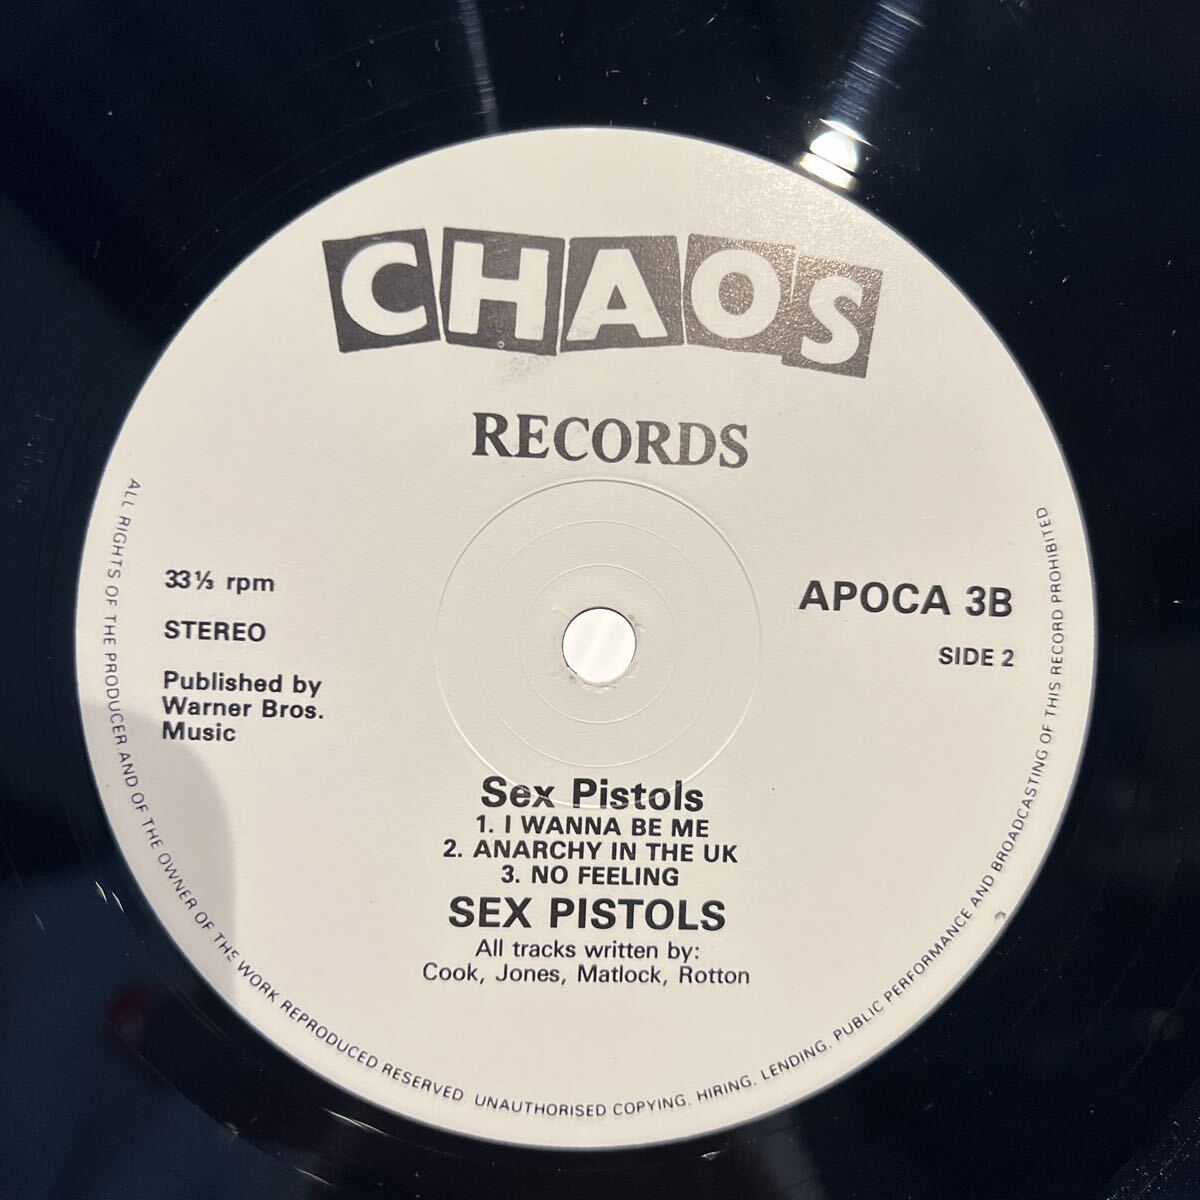 CHAOS
RECORDS
33⅓ rpm
STEREO
Published by
Warner Bros.
Music
APOCA 3B
SIDE 2
Sex Pistols
1. I WANNA BE ME
2. ANARCHY IN THE UK
3. NO FEELING
SEX PISTOLS
All tracks written by:
Cook, Jones, Matlock, Rotton
ALL RIGHTS OF THE PRODUCER AND OF THE OWNER OF THE WORK REPRODUCED RESERVED. UNAUTHORISED COPYING, HIRING, LENDING, PUBLIC PERFORMANCE AND BROADCASTING OF THIS RECORD PROHIBITED